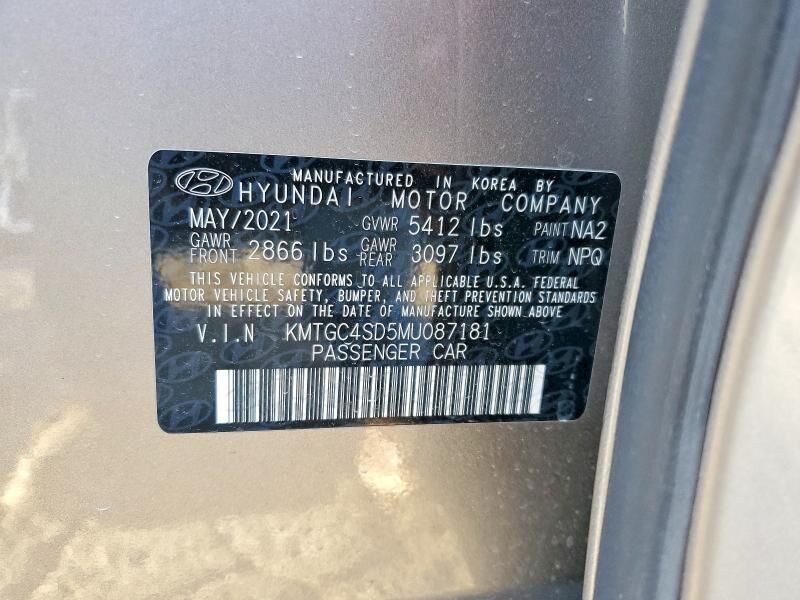 MANUFACTURED IN KOREA BY
HYUNDAI MOTOR COMPANY
MAY/2021 GVWR 5412 lbs PAINT NA2
GAWR FRONT 2866 lbs GAWR REAR 3097 lbs TRIM NPQ
THIS VEHICLE CONFORMS TO ALL APPLICABLE U.S.A. FEDERAL
MOTOR VEHICLE SAFETY, BUMPER, AND THEFT PREVENTION STANDARDS
IN EFFECT ON THE DATE OF MANUFACTURE SHOWN ABOVE
V.I.N KMTGC4SD5MU087181
PASSENGER CAR